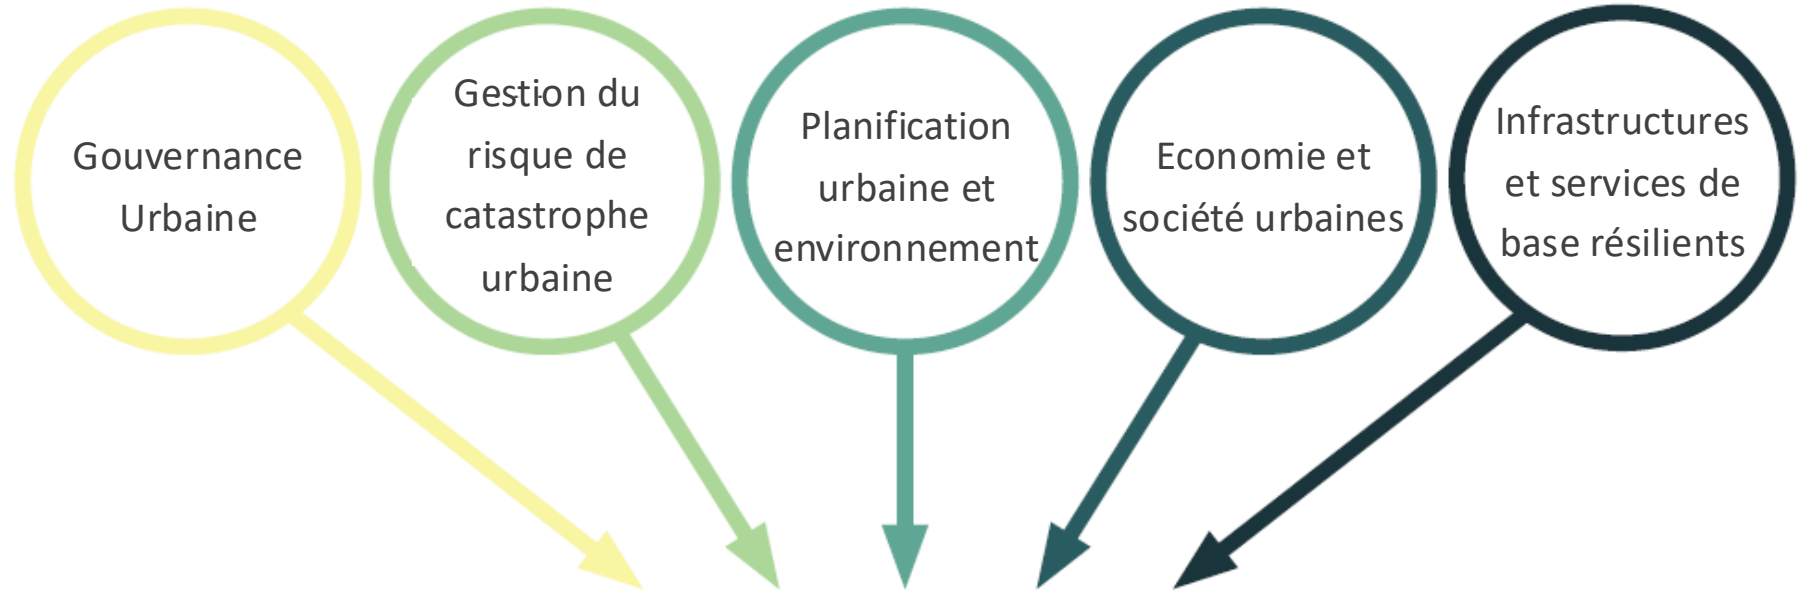 Gouvernance
Urbaine
Gestion du
risque de
catastrophe
urbaine
Planification
urbaine et
environnement
Economie et
société urbaines
Infrastructures
et services de
base résilients